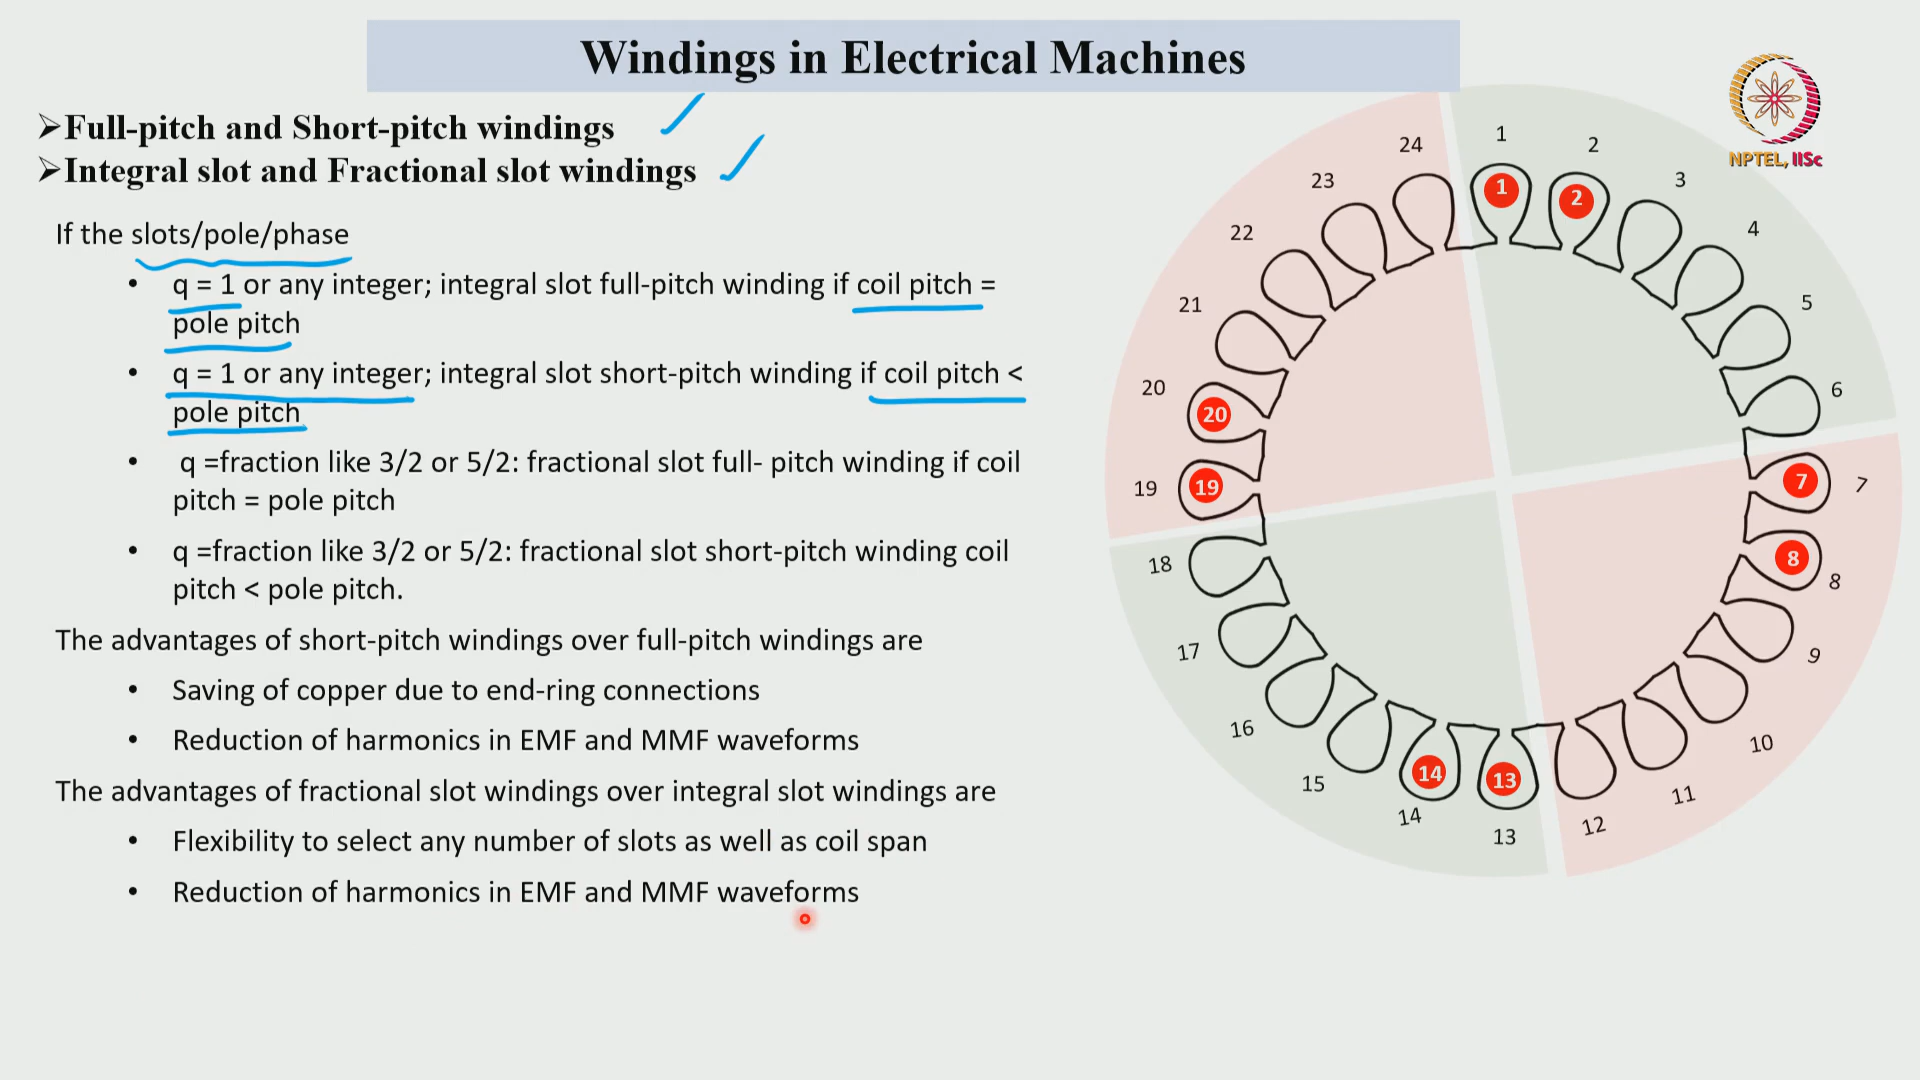 Windings in Electrical Machines
NPTEL, IISc
➢Full-pitch and Short-pitch windings
➢Integral slot and Fractional slot windings
If the slots/pole/phase
• q = 1 or any integer; integral slot full-pitch winding if coil pitch =
pole pitch
• q = 1 or any integer; integral slot short-pitch winding if coil pitch <
pole pitch
• q =fraction like 3/2 or 5/2: fractional slot full- pitch winding if coil
pitch = pole pitch
• q =fraction like 3/2 or 5/2: fractional slot short-pitch winding coil
pitch < pole pitch.
The advantages of short-pitch windings over full-pitch windings are
• Saving of copper due to end-ring connections
• Reduction of harmonics in EMF and MMF waveforms
The advantages of fractional slot windings over integral slot windings are
• Flexibility to select any number of slots as well as coil span
• Reduction of harmonics in EMF and MMF waveforms
1
2
3
4
5
6
7
8
9
10
11
12
13
14
15
16
17
18
19
20
21
22
23
24
1
2
7
8
13
14
19
20